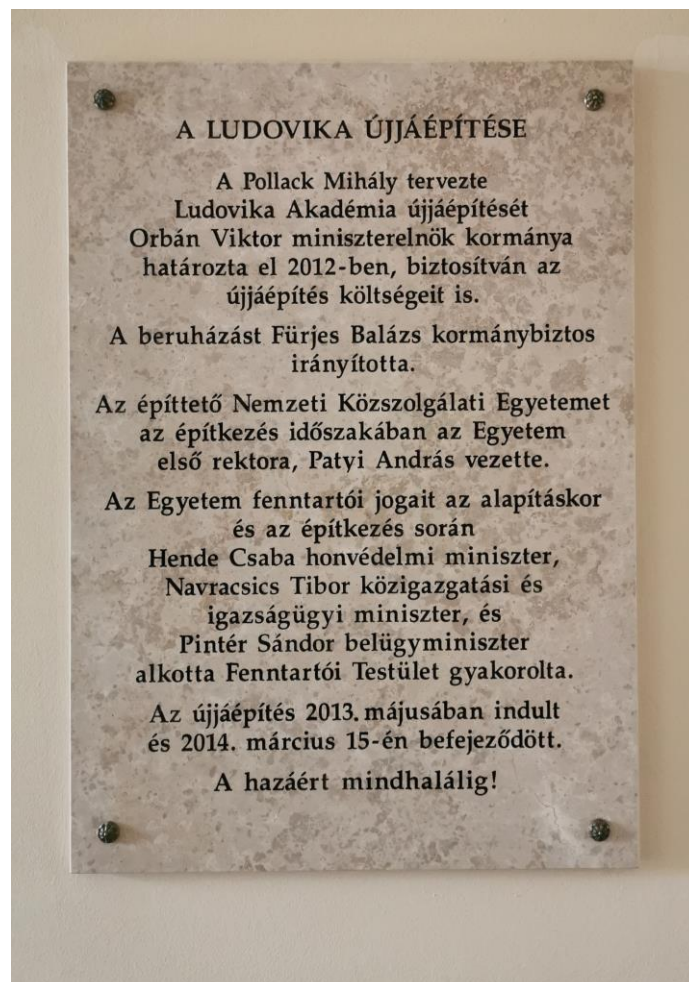 A LUDOVIKA ÚJJÁÉPÍTÉSE
A Pollack Mihály tervezte
Ludovika Akadémia újjáépítését
Orbán Viktor miniszterelnök kormánya
határozta el 2012-ben, biztosítván az
újjáépítés költségeit is.
A beruházást Fürjes Balázs kormánybiztos
irányította.
Az építtető Nemzeti Közszolgálati Egyetemet
az építkezés időszakában az Egyetem
első rektora, Patyi András vezette.
Az Egyetem fenntartói jogait az alapításkor
és az építkezés során
Hende Csaba honvédelmi miniszter,
Navracsics Tibor közigazgatási és
igazságügyi miniszter, és
Pintér Sándor belügyminiszter
alkotta Fenntartói Testület gyakorolta.
Az újjáépítés 2013. májusában indult
és 2014. március 15-én befejeződött.
A hazáért mindhalálig!